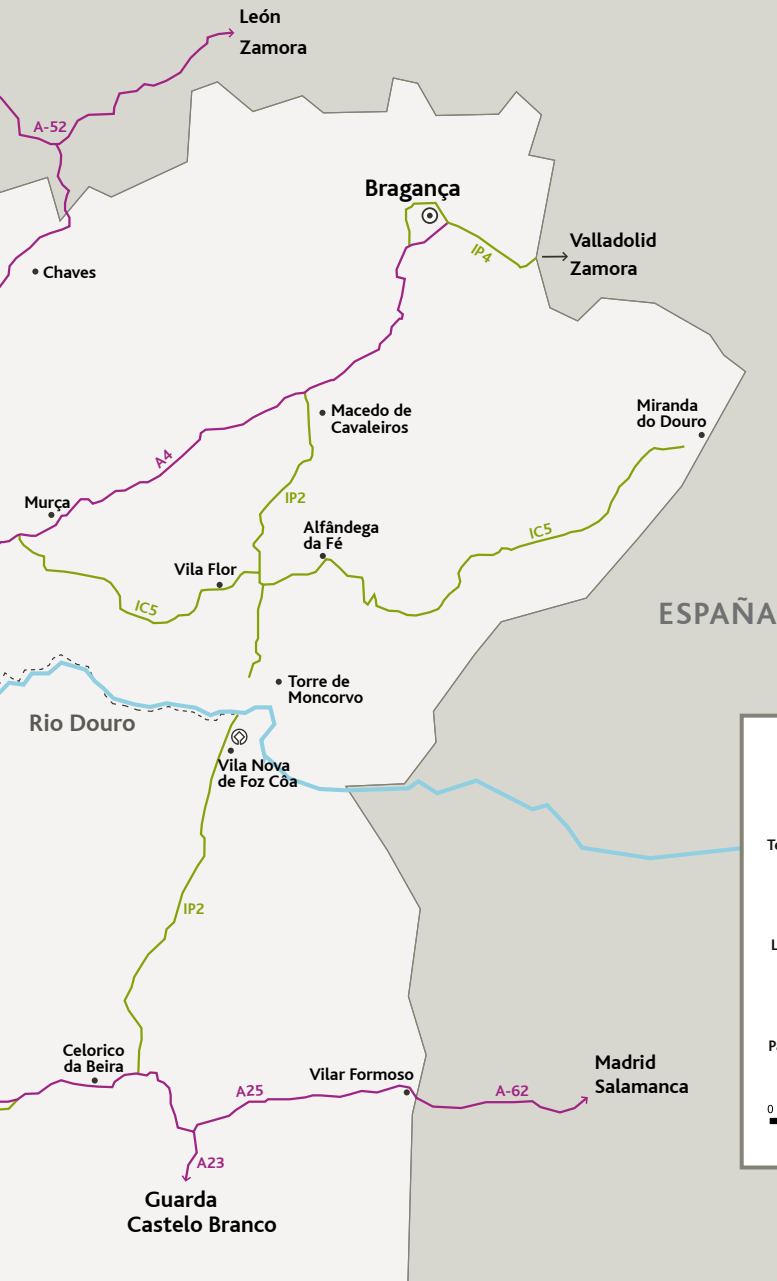 León
Zamora
A-52
Bragança
IP4
Valladolid
Zamora
Chaves
Macedo de
Cavaleiros
Miranda
do Douro
A4
Murça
IP2
Alfândega
da Fé
IC5
Vila Flor
IC5
ESPAÑA
Torre de
Moncorvo
Rio Douro
Vila Nova
de Foz Côa
IP2
Celorico
da Beira
Vilar Formoso
Madrid
Salamanca
A25
A-62
A23
Guarda
Castelo Branco
0